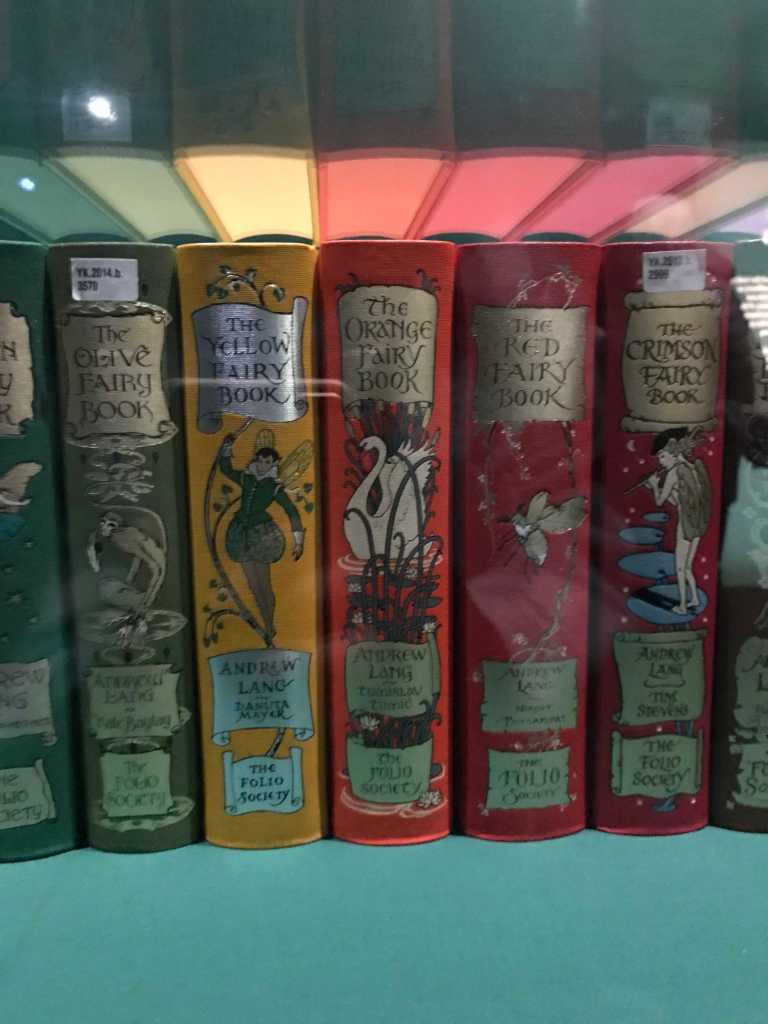 YK.2014.b.
3570
The
OLIVE
FAIRY
BOOK
ANDREW
LANG
The
FOLIO
SOCIETY
THE
YELLOW
FAIRY
BOOK
ANDREW
LANG
DANUTA
MAYER
THE
FOLIO
SOCIETY
The
ORANGE
FAIRY
BOOK
ANDREW
LANG
The
FOLIO
SOCIETY
THE
RED
FAIRY
BOOK
ANDREW
LANG
THE
FOLIO
SOCIETY
THE
CRIMSON
FAIRY
BOOK
ANDREW
LANG
TIM
STEVENS
THE
FOLIO
SOCIETY